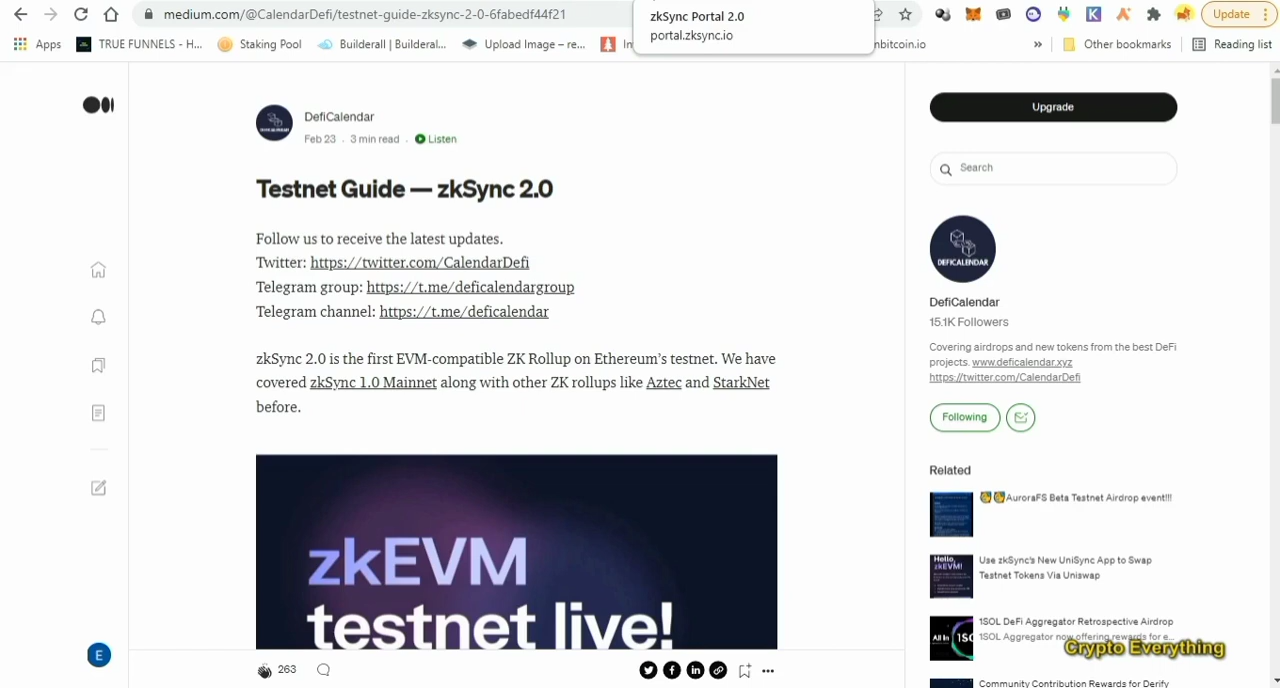 zkSync Portal 2.0
portal.zksync.io
medium.com/@CalendarDefi/testnet-guide-zksync-2-0-6fabedf44f21
Update
Apps
TRUE FUNNELS - H...
Staking Pool
Builderall | Builderal...
Upload Image – re...
nbitcoin.io
»
Other bookmarks
Reading list
DefiCalendar
Feb 23 . 3 min read . Listen
Testnet Guide — zkSync 2.0
Follow us to receive the latest updates.
Twitter: https://twitter.com/CalendarDefi
Telegram group: https://t.me/deficalendargroup
Telegram channel: https://t.me/deficalendar
zkSync 2.0 is the first EVM-compatible ZK Rollup on Ethereum’s testnet. We have
covered zkSync 1.0 Mainnet along with other ZK rollups like Aztec and StarkNet
before.
zkEVM
testnet live!
E
263
Upgrade
Search
DEFICALENDAR
DefiCalendar
15.1K Followers
Covering airdrops and new tokens from the best DeFi
projects. www.deficalendar.xyz
https://twitter.com/CalendarDefi
Following
Related
AuroraFS Beta Testnet Airdrop event!!!
Hello,
zkEVM!
Use zkSync's New UniSync App to Swap
Testnet Tokens Via Uniswap
All in
1SOL DeFi Aggregator Retrospective Airdrop
1SOL Aggregator now offering rewards for e...
Crypto Everything
Community Contribution Rewards for Derify